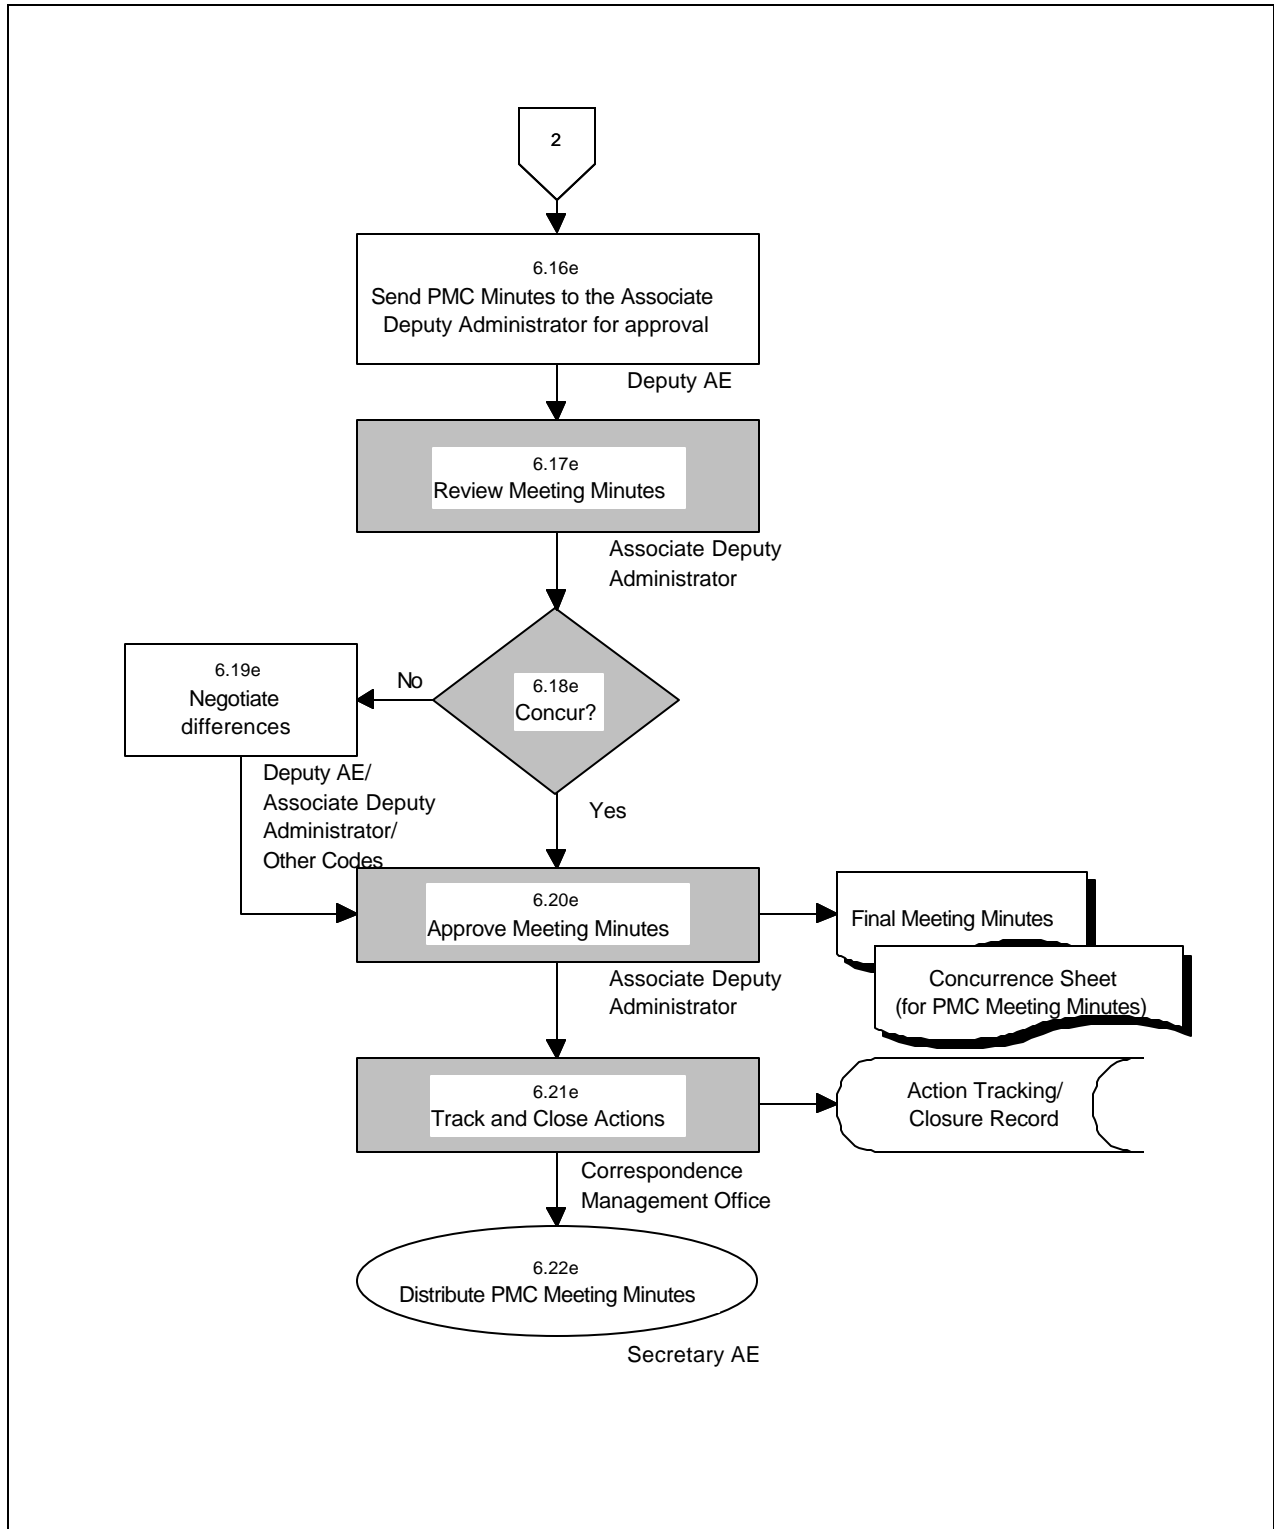 2
6.16e
Send PMC Minutes to the Associate
Deputy Administrator for approval
Deputy AE
6.17e
Review Meeting Minutes
Associate Deputy
Administrator
6.18e
Concur?
No
6.19e
Negotiate
differences
Deputy AE/
Associate Deputy
Administrator/
Other Codes
Yes
6.20e
Approve Meeting Minutes
Final Meeting Minutes
Concurrence Sheet
(for PMC Meeting Minutes)
Associate Deputy
Administrator
6.21e
Track and Close Actions
Action Tracking/
Closure Record
Correspondence
Management Office
6.22e
Distribute PMC Meeting Minutes
Secretary AE